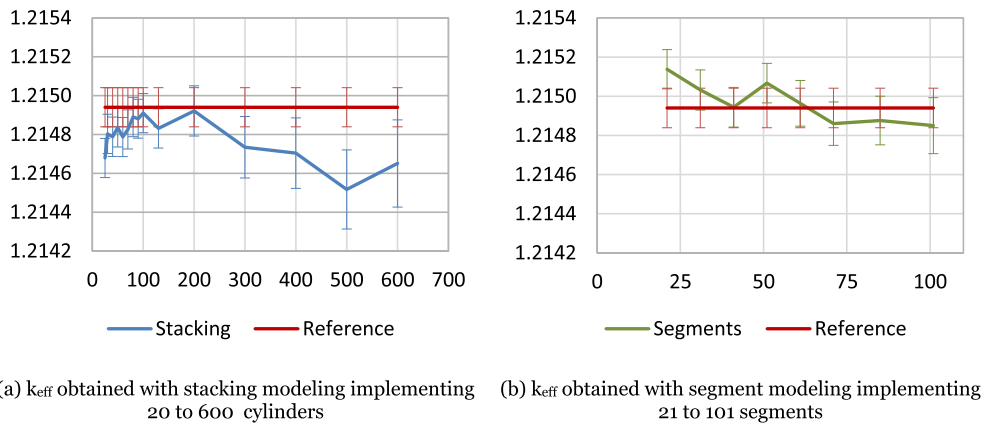 1.2154
1.2152
1.2150
1.2148
1.2146
1.2144
1.2142
0 100 200 300 400 500 600 700
Stacking Reference
(a) keff obtained with stacking modeling implementing
20 to 600 cylinders
1.2154
1.2152
1.2150
1.2148
1.2146
1.2144
1.2142
0 25 50 75 100
Segments Reference
(b) keff obtained with segment modeling implementing
21 to 101 segments